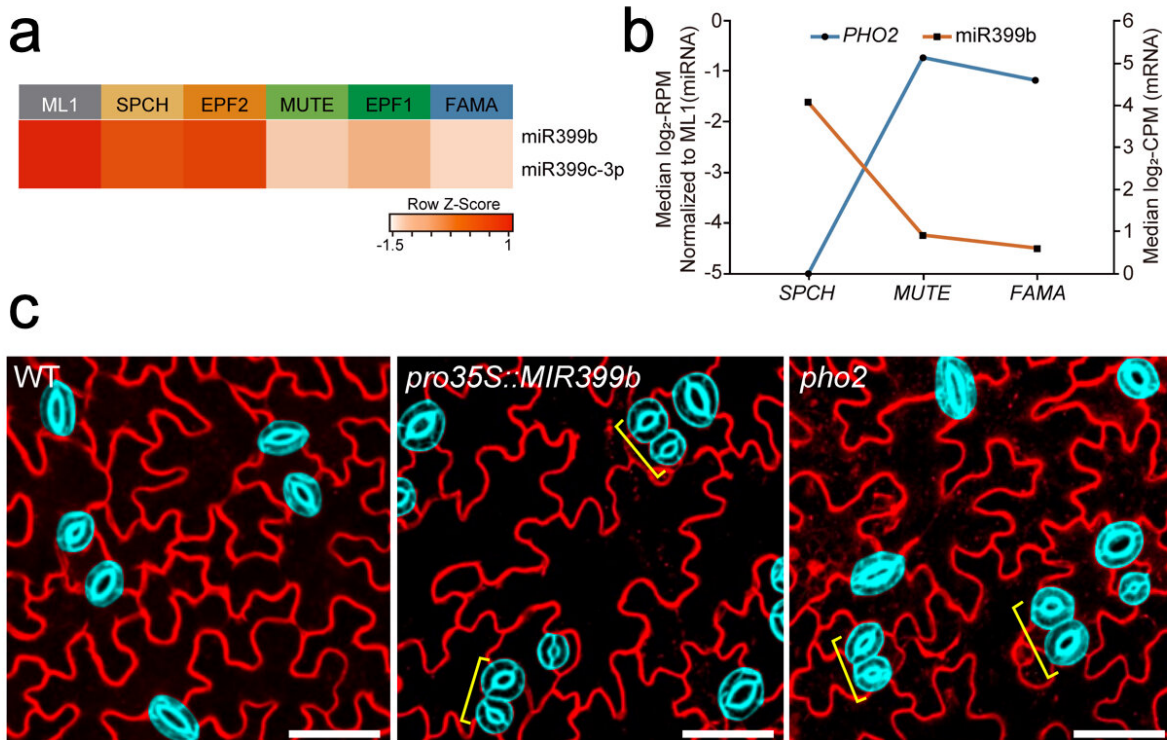 a
ML1 SPCH EPF2 MUTE EPF1 FAMA
miR399b
miR399c-3p
Row Z-Score
-1.5 1
b
PHO2 miR399b
Median log₂-RPM
Normalized to ML1(miRNA)
0
-1
-2
-3
-4
-5
6
5
4
3
2
1
0
Median log₂-CPM (mRNA)
SPCH MUTE FAMA
c
WT
pro35S::MIR399b
pho2